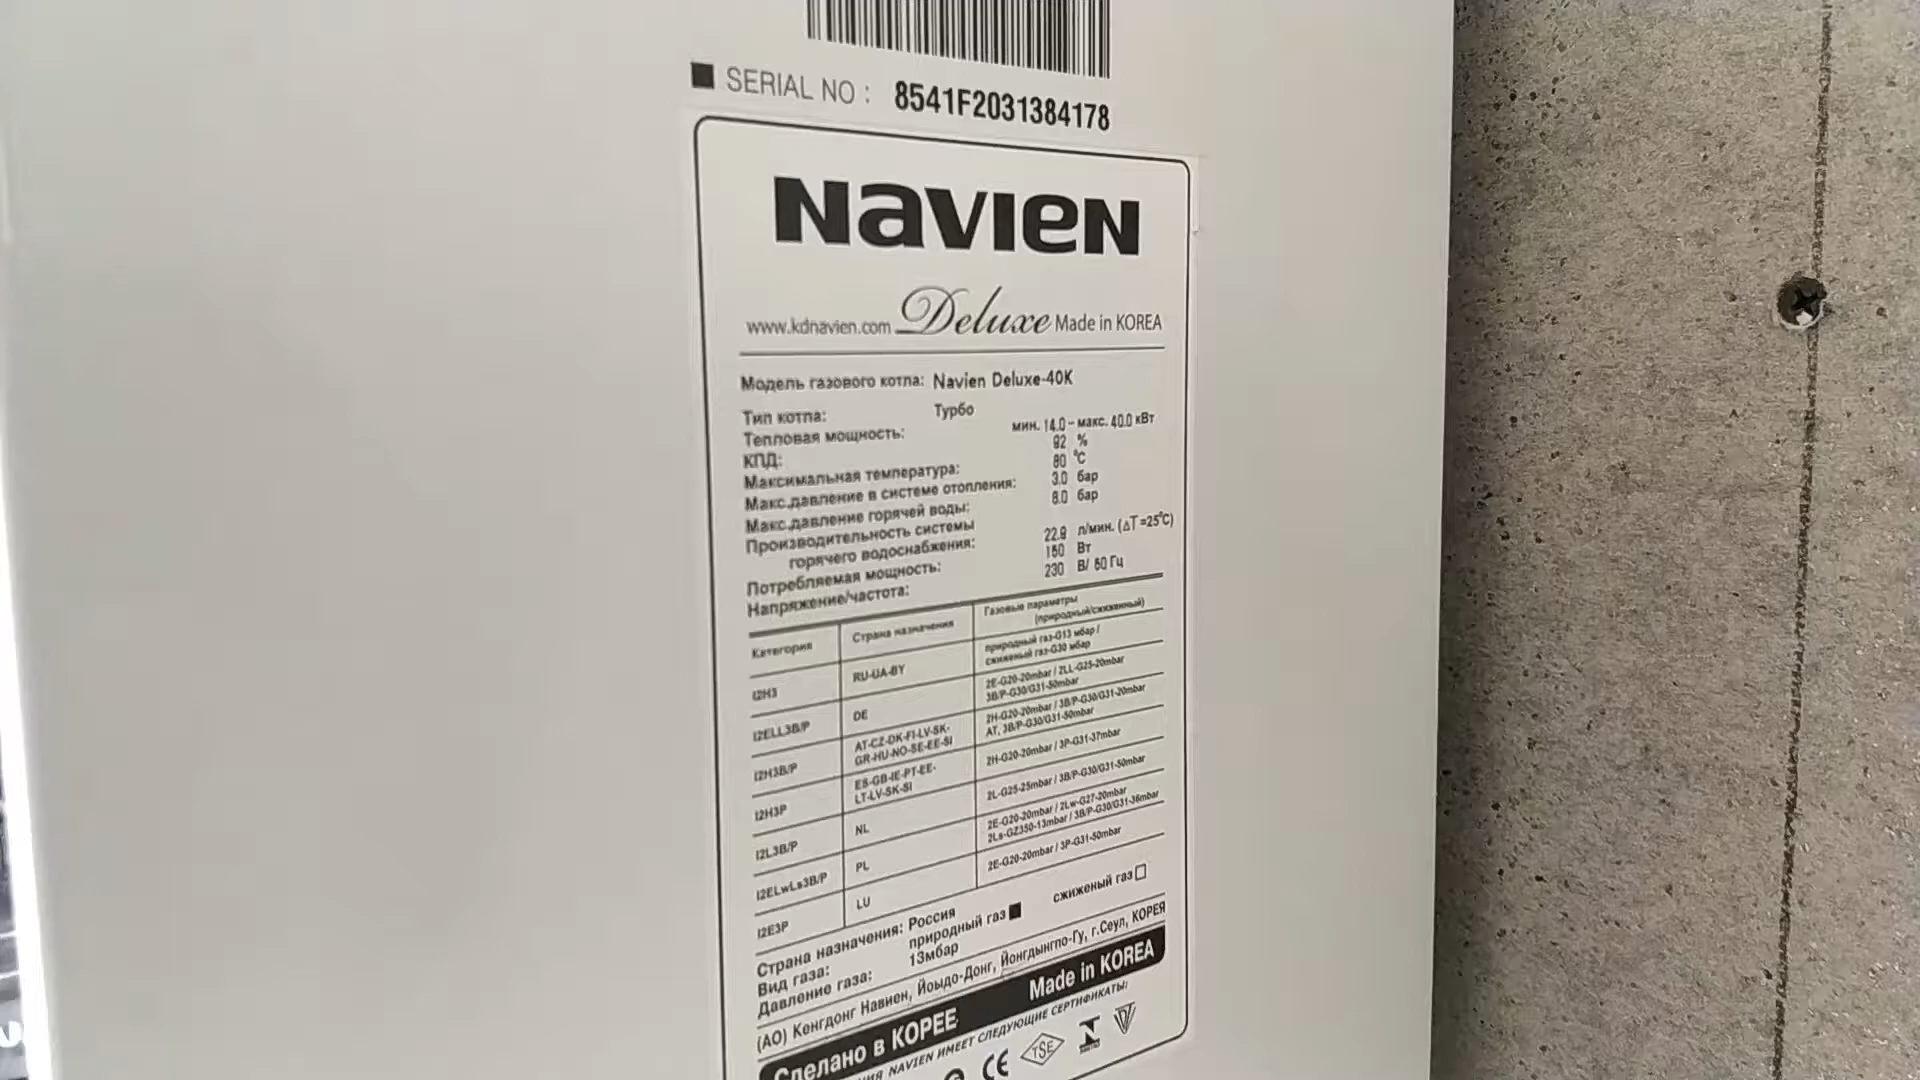 SERIAL NO : 8541F2031384178
NAVIEN
www.kdnavien.com Deluxe Made in KOREA
Модель газового котла: Navien Deluxe-40K
Тип котла: Турбо
Тепловая мощность: мин. 14.0 - макс. 40.0 кВт
КПД: 92 %
Максимальная температура: 80 °C
Макс.давление в системе отопления: 3.0 бар
Макс.давление горячей воды: 8.0 бар
Производительность системы
горячего водоснабжения: 22.9 л/мин. (ΔT=25°C)
Потребляемая мощность: 150 Вт
Напряжение/частота: 230 В/ 50 Гц
Категория Страна назначения Газовые параметры
(природный/сжиженный)
I2H3 RU-UA-BY природный газ-G13 мбар /
сжиженый газ-G30 мбар
I2ELL3B/P DE 2E-G20-20mbar / 2LL-G25-20mbar
3B/P-G30/G31-50mbar
I2H3B/P AT-CZ-DK-FI-LV-SK-
GR-HU-NO-SE-EE-SI
2H-G20-20mbar / 3B/P-G30/G31-20mbar
AT, 3B/P-G30/G31-50mbar
I2H3P ES-GB-IE-PT-EE-
LT-LV-SK-SI
2H-G20-20mbar / 3P-G31-37mbar
I2L3B/P NL 2L-G25-25mbar / 3B/P-G30/G31-50mbar
I2ELwLs3B/P PL 2E-G20-20mbar / 2Lw-G27-20mbar
2Ls-GZ350-13mbar / 3B/P-G30/G31-36mbar
I2E3P LU 2E-G20-20mbar / 3P-G31-50mbar
Страна назначения: Россия
Вид газа: природный газ сжиженый газ
Давление газа: 13мбар
(АО) Кенгдонг Навиен, Йоыдо-Донг, Йонгдынгпо-Гу, г.Сеул, КОРЕЯ
Сделано в КОРЕЕ Made in KOREA
NAVIEN ИМЕЕТ СЛЕДУЮЩИЕ СЕРТИФИКАТЫ:
CE TSE